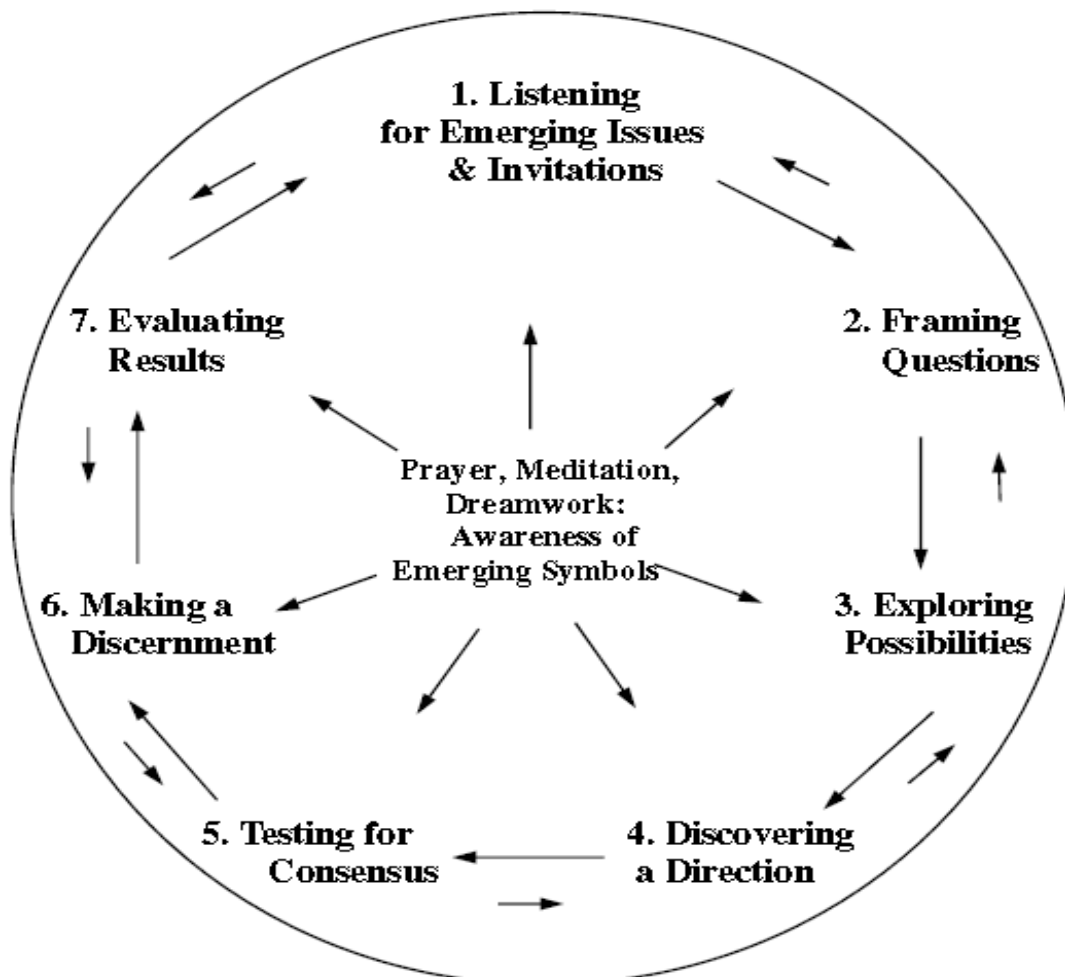 1. Listening
for Emerging Issues
& Invitations
2. Framing
Questions
3. Exploring
Possibilities
4. Discovering
a Direction
5. Testing for
Consensus
6. Making a
Discernment
7. Evaluating
Results
Prayer, Meditation,
Dreamwork:
Awareness of
Emerging Symbols